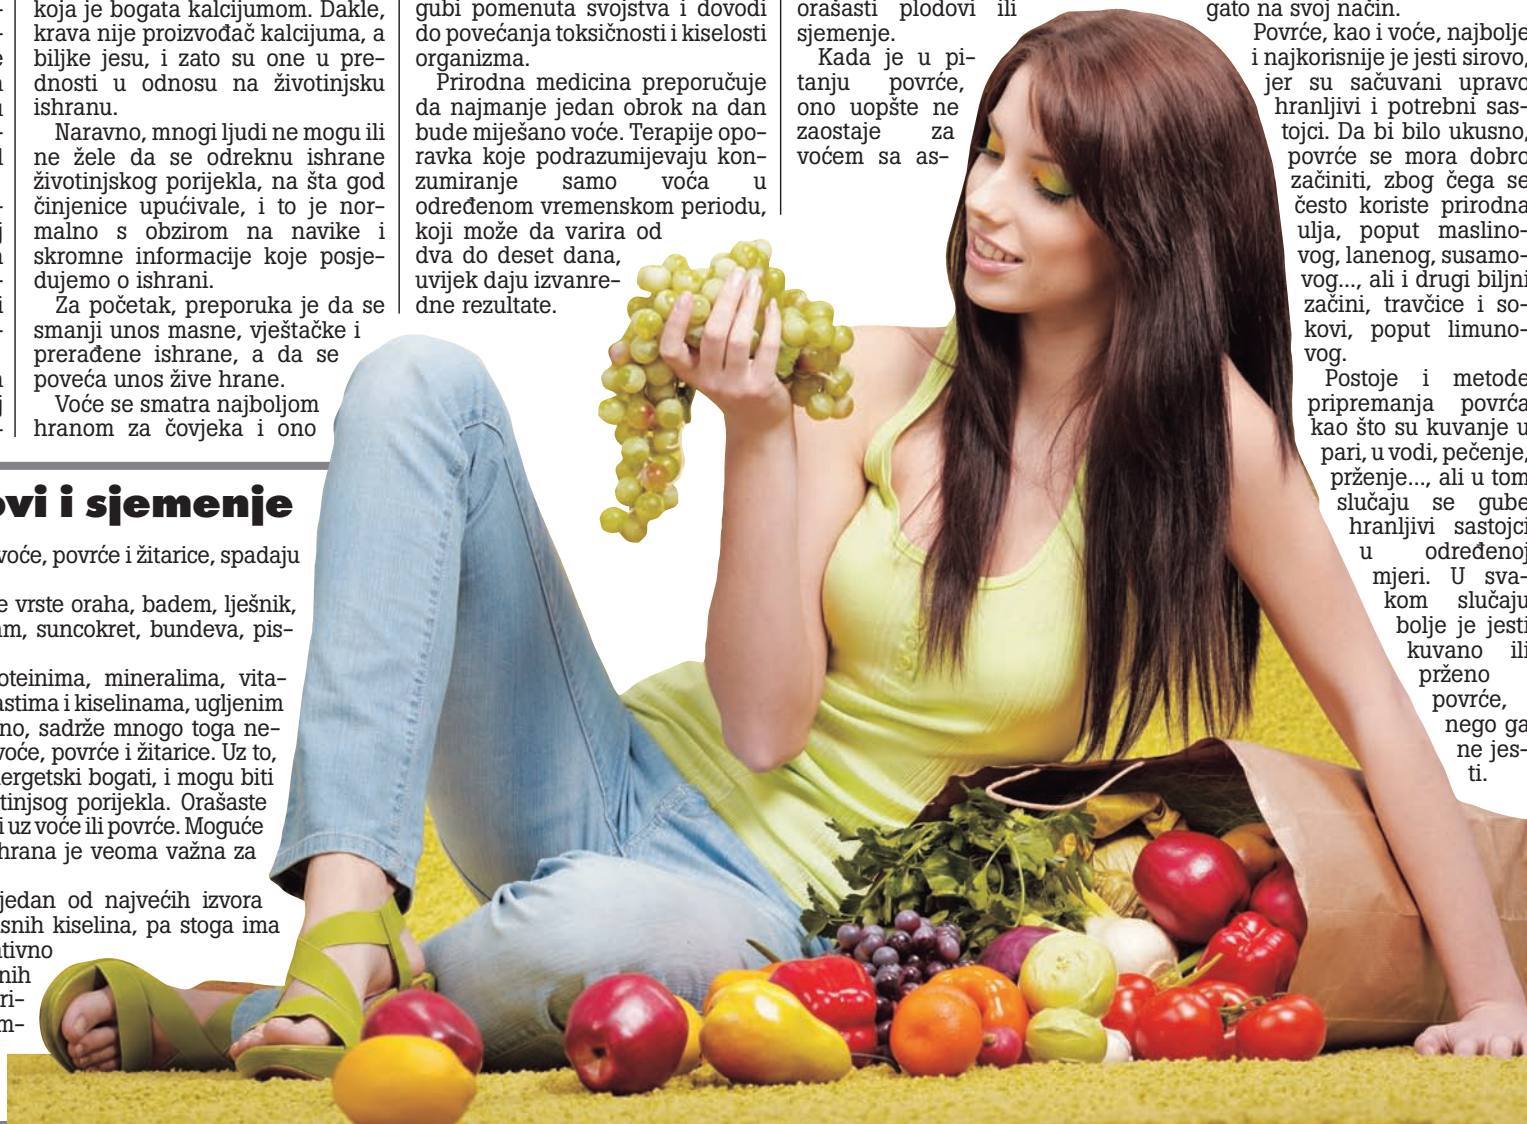 koja je bogata kalcijumom. Dakle,
krava nije proizvođač kalcijuma, a
biljke jesu, i zato su one u pre-
dnosti u odnosu na životinjsku
ishranu.
Naravno, mnogi ljudi ne mogu ili
ne žele da se odreknu ishrane
životinjskog porijekla, na šta god
činjenice upućivale, i to je nor-
malno s obzirom na navike i
skromne informacije koje posje-
dujemo o ishrani.
Za početak, preporuka je da se
smanji unos masne, vještačke i
prerađene ishrane, a da se
poveća unos žive hrane.
Voće se smatra najboljom
hranom za čovjeka i ono
gubi pomenuta svojstva i dovodi
do povećanja toksičnosti i kiselosti
organizma.
Prirodna medicina preporučuje
da najmanje jedan obrok na dan
bude miješano voće. Terapije opo-
ravka koje podrazumijevaju kon-
zumiranje samo voća u
određenom vremenskom periodu,
koji može da varira od
dva do deset dana,
uvijek daju izvanre-
dne rezultate.
orašasti plodovi ili
sjemenje.
Kada je u pi-
tanju povrće,
ono uopšte ne
zaostaje za
voćem sa as-
gato na svoj način.
Povrće, kao i voće, najbolje
i najkorisnije je jesti sirovo,
jer su sačuvani upravo
hranljivi i potrebni sas-
tojci. Da bi bilo ukusno,
povrće se mora dobro
začiniti, zbog čega se
često koriste prirodna
ulja, poput maslino-
vog, lanenog, susamo-
vog..., ali i drugi biljni
začini, travčice i so-
kovi, poput limuno-
vog.
Postoje i metode
pripremanja povrća
kao što su kuvanje u
pari, u vodi, pečenje,
prženje..., ali u tom
slučaju se gube
hranljivi sastojci
u određenoj
mjeri. U sva-
kom slučaju
bolje je jesti
kuvano ili
prženo
povrće,
nego ga
ne jes-
ti.
ovi i sjemenje
voće, povrće i žitarice, spadaju
e vrste oraha, badem, lješnik,
am, suncokret, bundeva, pis-
oteinima, mineralima, vita-
astima i kiselinama, ugljenim
no, sadrže mnogo toga ne-
voće, povrće i žitarice. Uz to,
nergetski bogati, i mogu biti
tinjsog porijekla. Orašaste
i uz voće ili povrće. Moguće
hrana je veoma važna za
jedan od najvećih izvora
snih kiselina, pa stoga ima
ativno
nih
ri-
m-